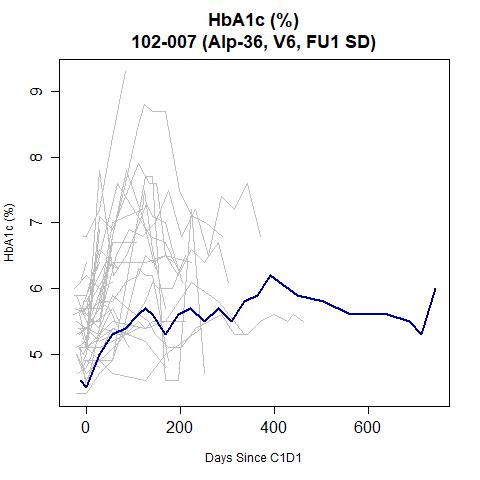 HbA1c (%)
102-007 (Alp-36, V6, FU1 SD)
HbA1c (%)
9
8
7
6
5
0 200 400 600
Days Since C1D1